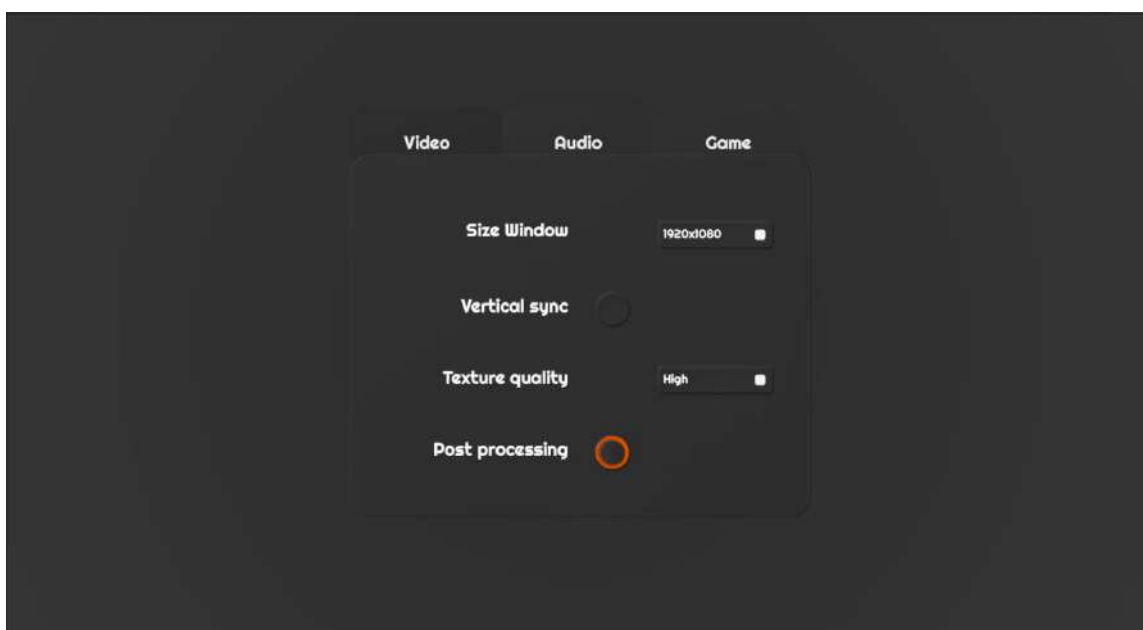 Video Audio Game
Size Window 1920x1080
Vertical sync
Texture quality High
Post processing